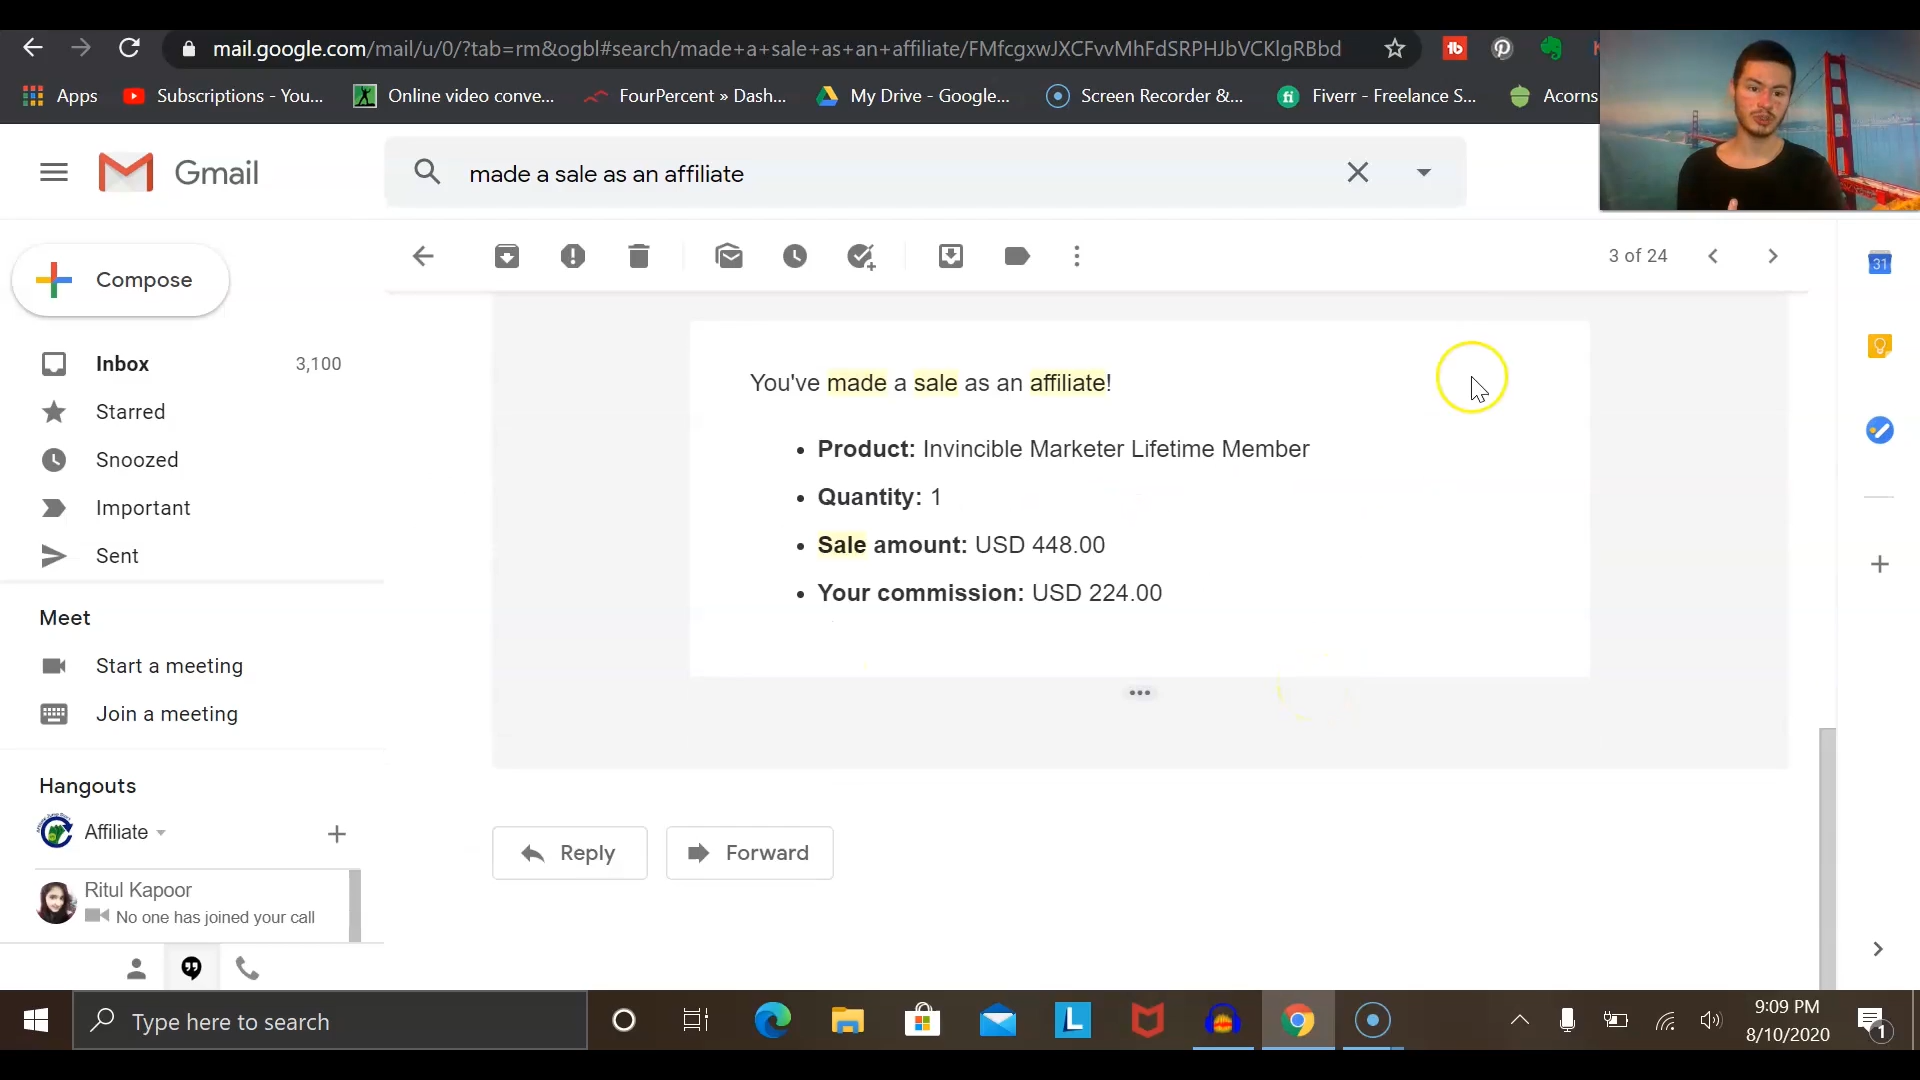 mail.google.com/mail/u/0/?tab=rm&ogbl#search/made+a+sale+as+an+affiliate/FMfcgxwJXCFvvMhFdSRPHJbVCKlgRBbd
Apps
Subscriptions - You...
Online video conve...
FourPercent » Dash...
My Drive - Google...
Screen Recorder &...
Fiverr - Freelance S...
Acorns
Gmail
made a sale as an affiliate
Compose
3 of 24
31
Inbox 3,100
Starred
Snoozed
Important
Sent
You've made a sale as an affiliate!
• Product: Invincible Marketer Lifetime Member
• Quantity: 1
• Sale amount: USD 448.00
• Your commission: USD 224.00
Meet
Start a meeting
Join a meeting
Hangouts
Affiliate
Ritul Kapoor
No one has joined your call
Reply
Forward
Type here to search
9:09 PM
8/10/2020
1